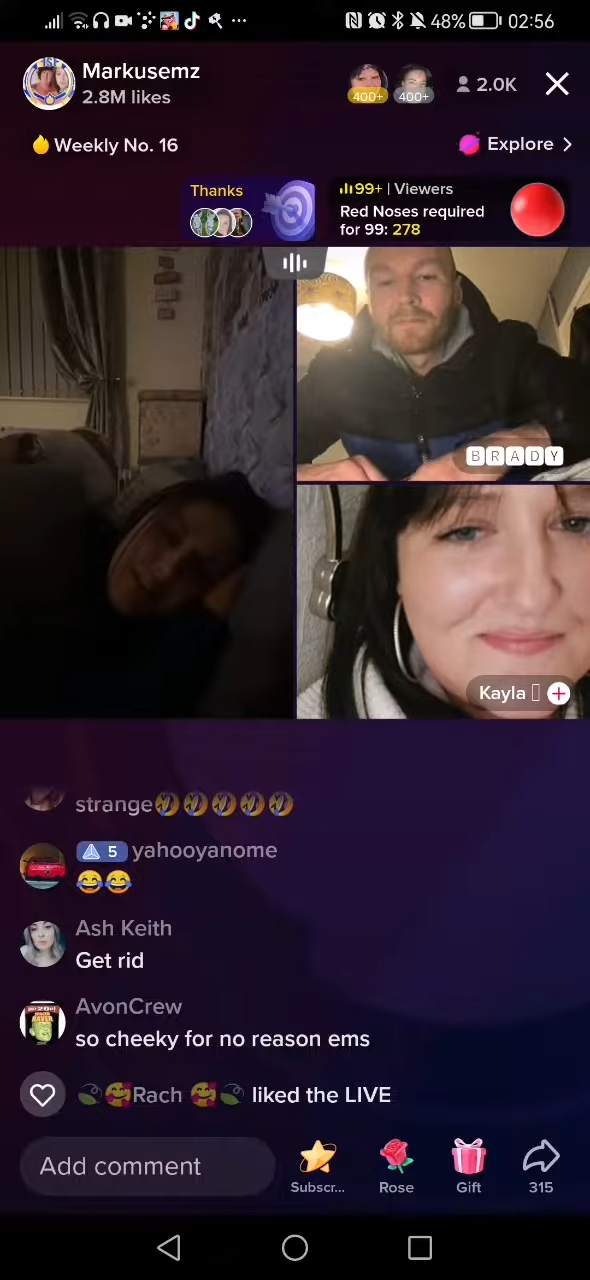 48% 02:56
Markusemz
2.8M likes
400+ 400+ 2.0K
Weekly No. 16
Explore
Thanks
99+ | Viewers
Red Noses required
for 99: 278
BRADY
Kayla
strange🤣🤣🤣🤣🤣
5 yahooyanome
😂😂
Ash Keith
Get rid
AvonCrew
so cheeky for no reason ems
🥰Rach 🥰 liked the LIVE
Add comment
Subscr...
Rose
Gift
315